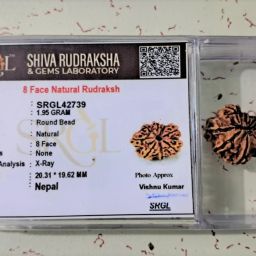 GL
SHIVA RUDRAKSHA
& GEMS LABORATORY
8 Face Natural Rudraksh
SRGL42739
1.95 GRAM
Round Bead
Natural
8 Face
None
Analysis : X-Ray
20.31 * 19.62 MM
Nepal
Photo Approx
Vishnu Kumar
SRGL